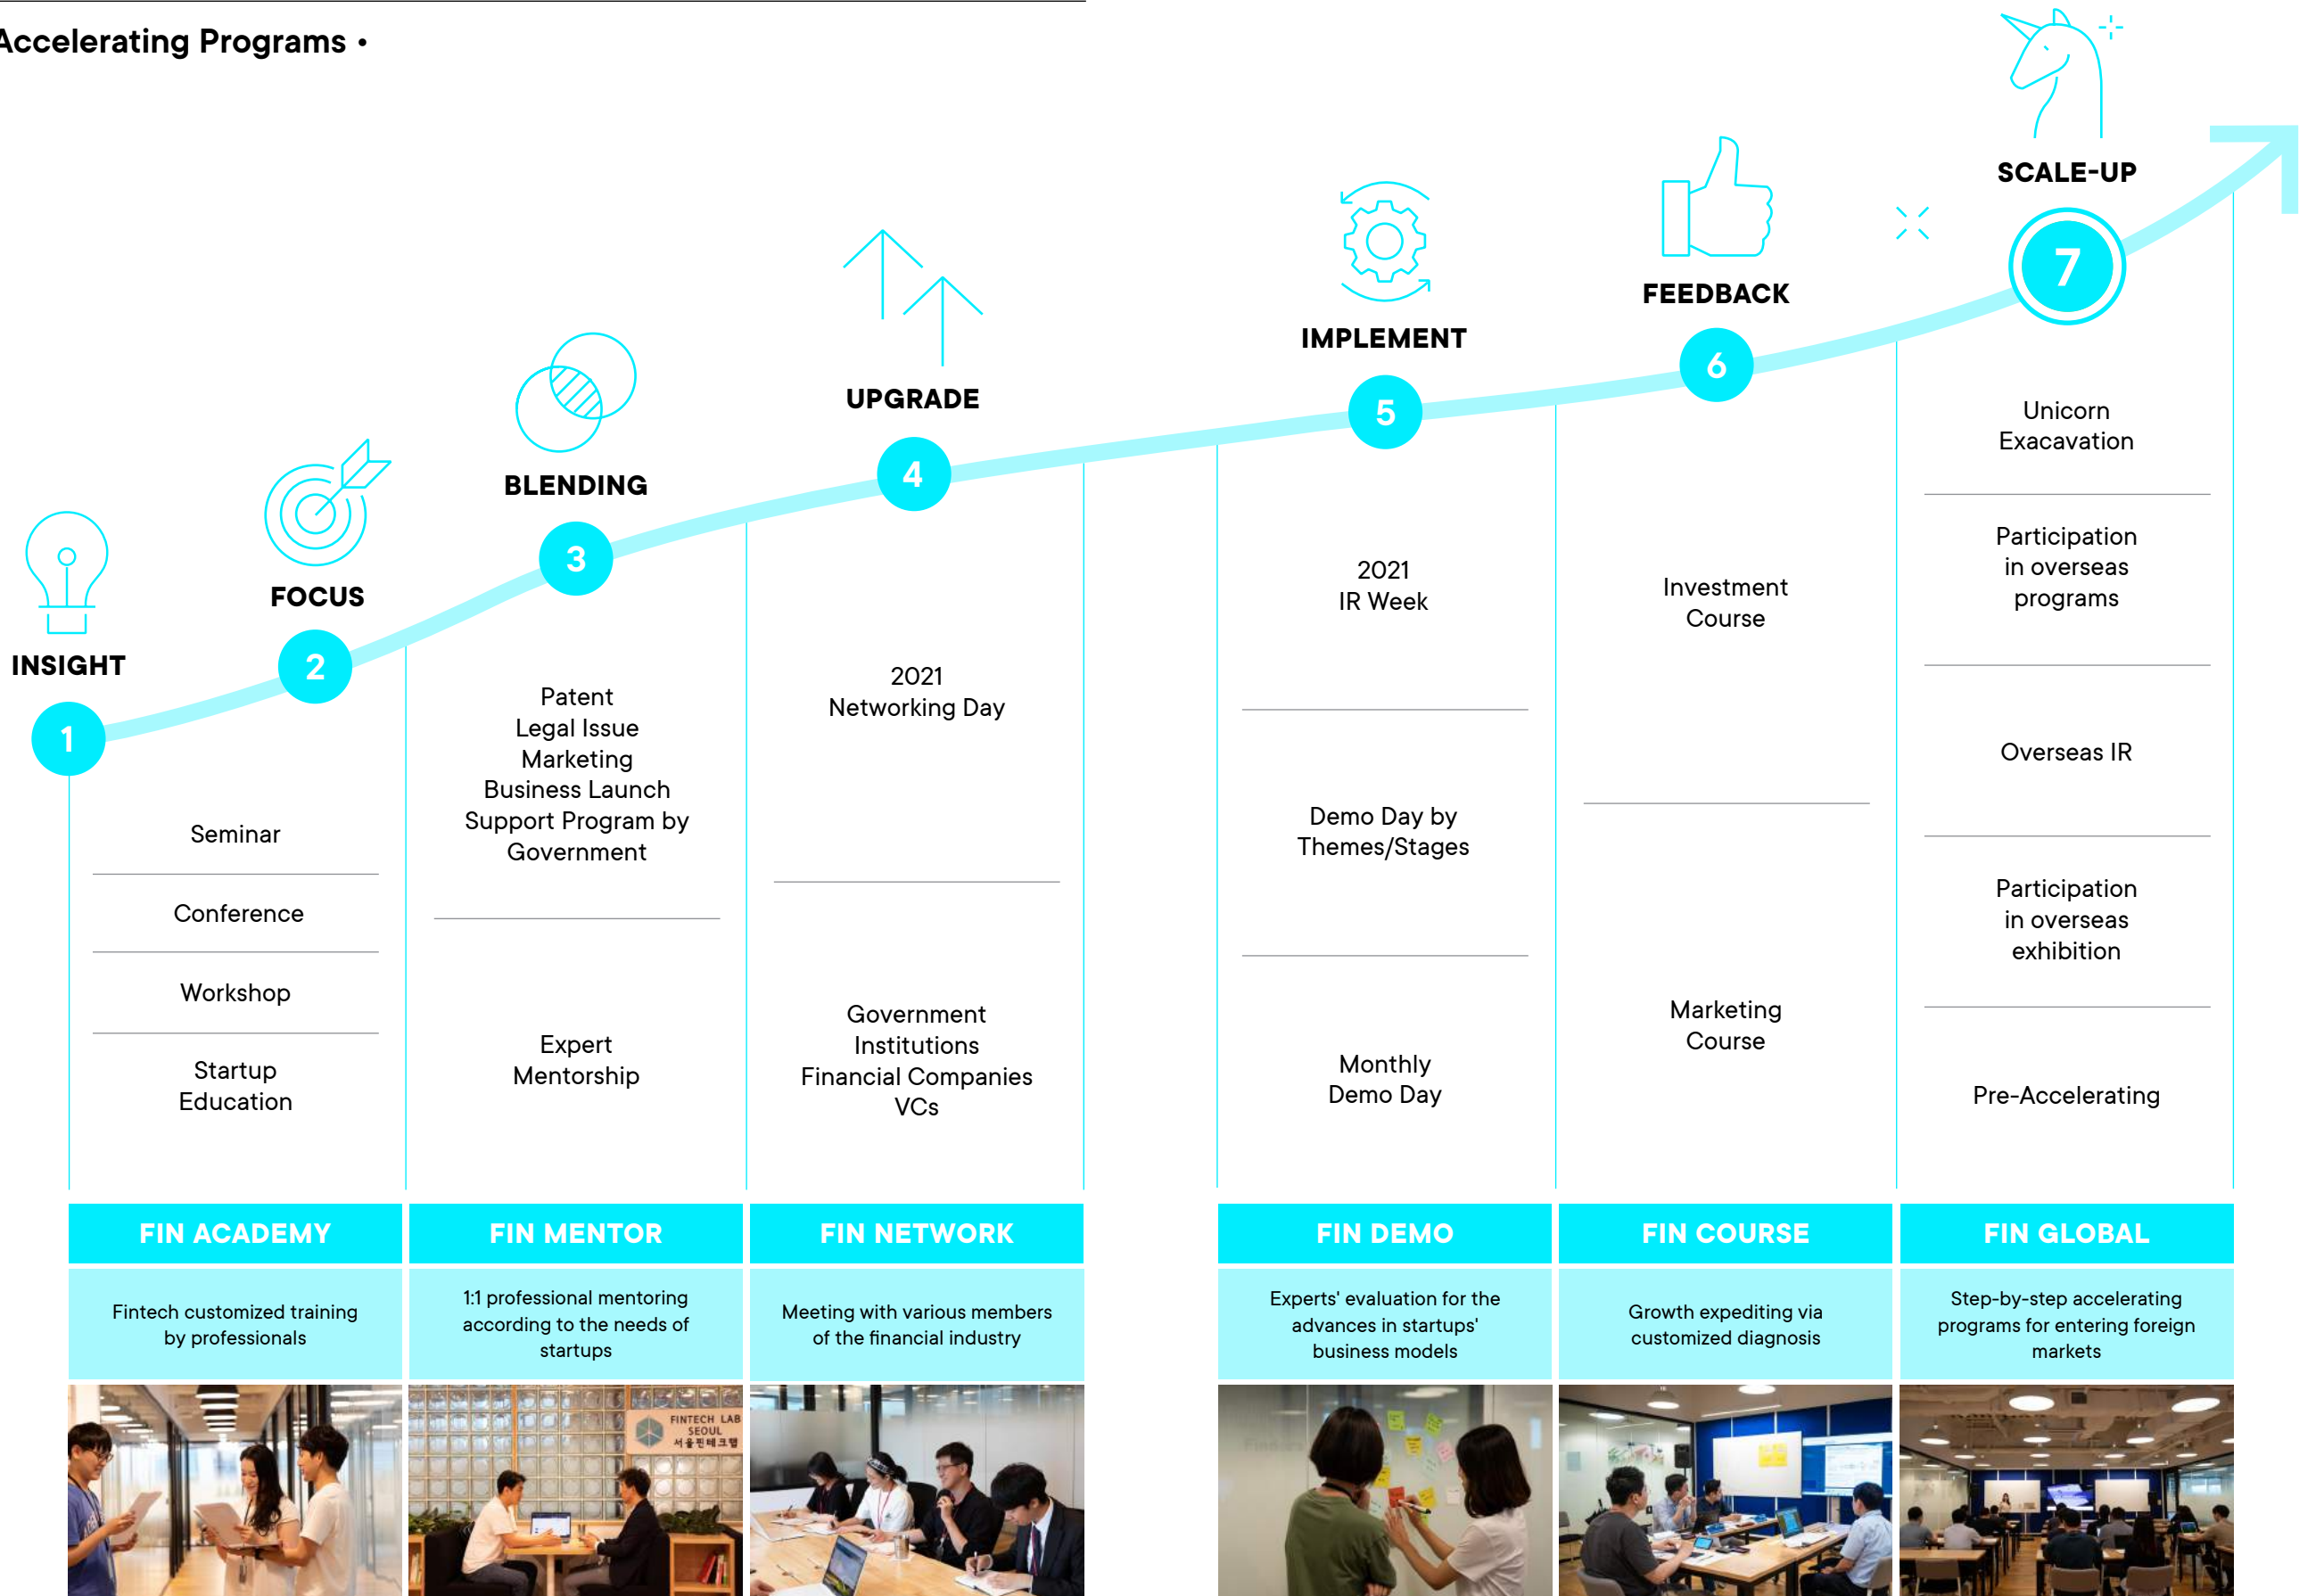 Accelerating Programs •
INSIGHT
1
FOCUS
2
BLENDING
3
UPGRADE
4
IMPLEMENT
5
FEEDBACK
6
SCALE-UP
7
Seminar
Conference
Workshop
Startup
Education
Patent
Legal Issue
Marketing
Business Launch
Support Program by
Government
Expert
Mentorship
2021
Networking Day
Government
Institutions
Financial Companies
VCs
2021
IR Week
Demo Day by
Themes/Stages
Monthly
Demo Day
Investment
Course
Marketing
Course
Unicorn
Exacavation
Participation
in overseas
programs
Overseas IR
Participation
in overseas
exhibition
Pre-Accelerating
FIN ACADEMY
Fintech customized training
by professionals
FIN MENTOR
1:1 professional mentoring
according to the needs of
startups
FIN NETWORK
Meeting with various members
of the financial industry
FIN DEMO
Experts' evaluation for the
advances in startups'
business models
FIN COURSE
Growth expediting via
customized diagnosis
FIN GLOBAL
Step-by-step accelerating
programs for entering foreign
markets
FINTECH LAB
SEOUL
서울핀테크랩